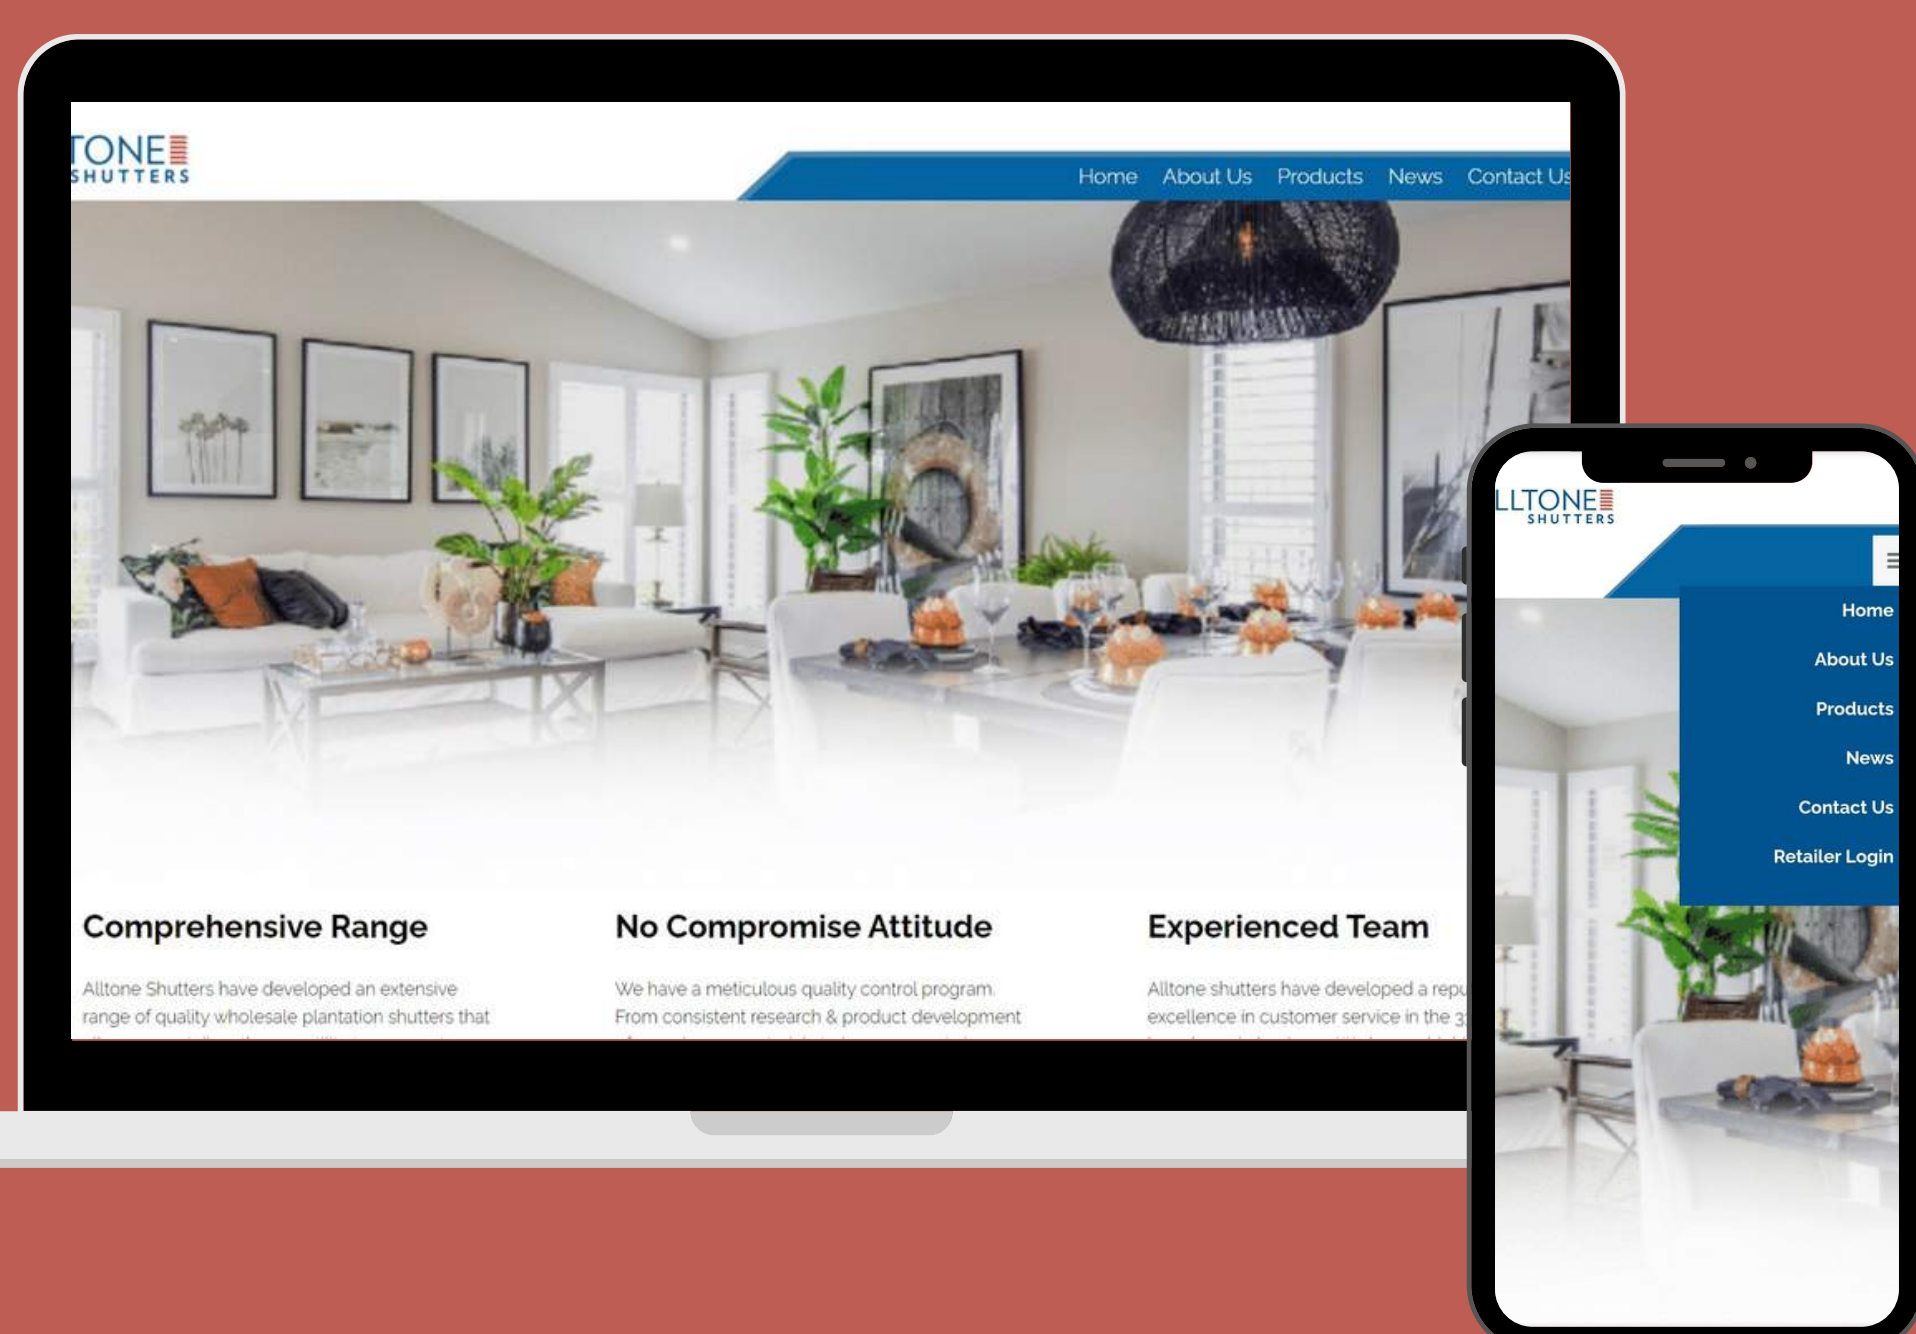 TONE
SHUTTERS
Home About Us Products News Contact Us
Comprehensive Range
Alltone Shutters have developed an extensive
range of quality wholesale plantation shutters that
No Compromise Attitude
We have a meticulous quality control program.
From consistent research & product development
Experienced Team
Alltone shutters have developed a repu
excellence in customer service in the
LLTONE
SHUTTERS
Home
About Us
Products
News
Contact Us
Retailer Login